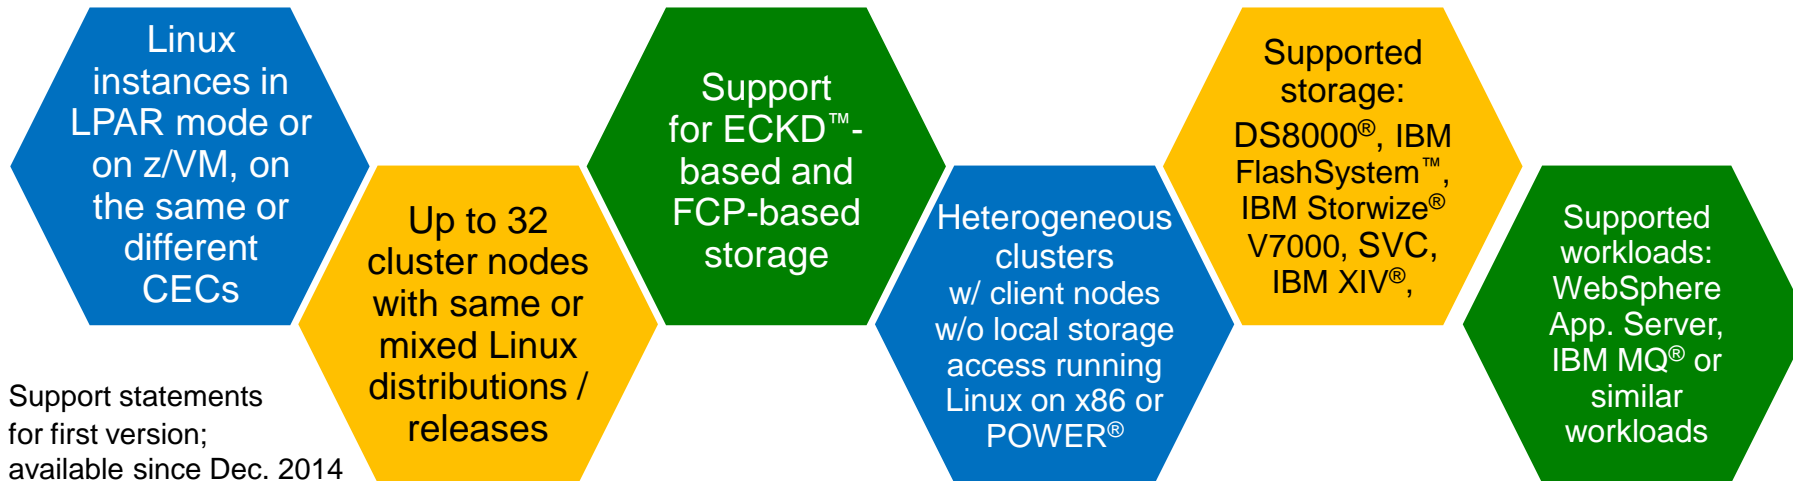 Linux
instances in
LPAR mode or
on z/VM, on
the same or
different
CECs
Up to 32
cluster nodes
with same or
mixed Linux
distributions /
releases
Support
for ECKD™-
based and
FCP-based
storage
Heterogeneous
clusters
w/ client nodes
w/o local storage
access running
Linux on x86 or
POWER®
Supported
storage:
DS8000®, IBM
FlashSystem™,
IBM Storwize®
V7000, SVC,
IBM XIV®,
Supported
workloads:
WebSphere
App. Server,
IBM MQ® or
similar
workloads
Support statements
for first version;
available since Dec. 2014